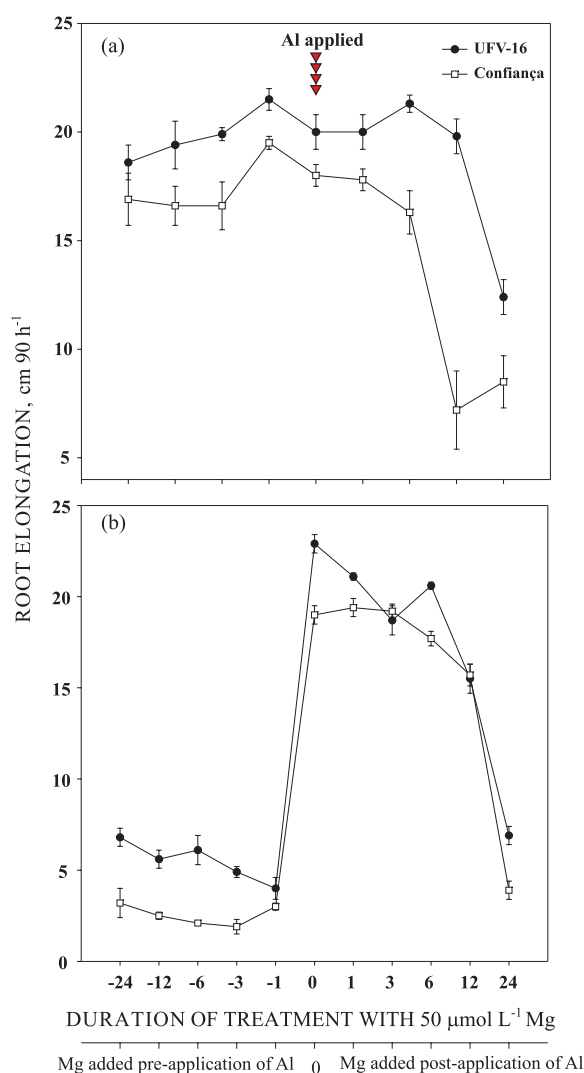 25
(a)
Al applied
UFV-16
Confiança
20
15
10
5
ROOT ELONGATION, cm 90 h-1
25
(b)
20
15
10
5
0
-24 -12 -6 -3 -1 0 1 3 6 12 24
DURATION OF TREATMENT WITH 50 μmol L-1 Mg
Mg added pre-application of Al 0 Mg added post-application of Al